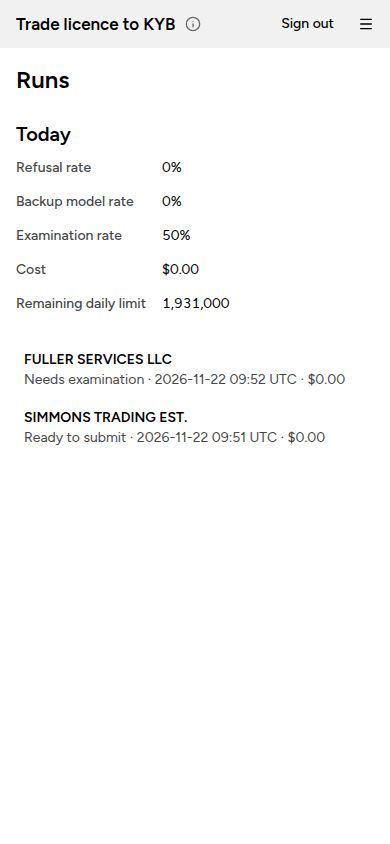 Trade licence to KYB
Sign out
Runs
Today
Refusal rate 0%
Backup model rate 0%
Examination rate 50%
Cost $0.00
Remaining daily limit 1,931,000
FULLER SERVICES LLC
Needs examination · 2026-11-22 09:52 UTC · $0.00
SIMMONS TRADING EST.
Ready to submit · 2026-11-22 09:51 UTC · $0.00